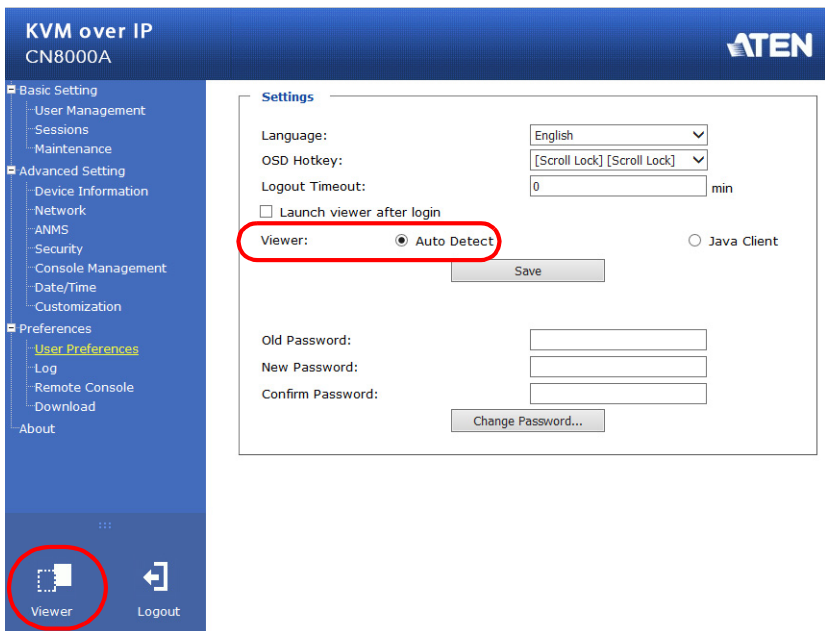 KVM over IP
CN8000A
ATEN
Basic Setting
User Management
Sessions
Maintenance
Advanced Setting
Device Information
Network
ANMS
Security
Console Management
Date/Time
Customization
Preferences
User Preferences
Log
Remote Console
Download
About
Viewer
Logout
Settings
Language: English
OSD Hotkey: [Scroll Lock] [Scroll Lock]
Logout Timeout: 0 min
Launch viewer after login
Viewer: Auto Detect Java Client
Save
Old Password:
New Password:
Confirm Password:
Change Password...